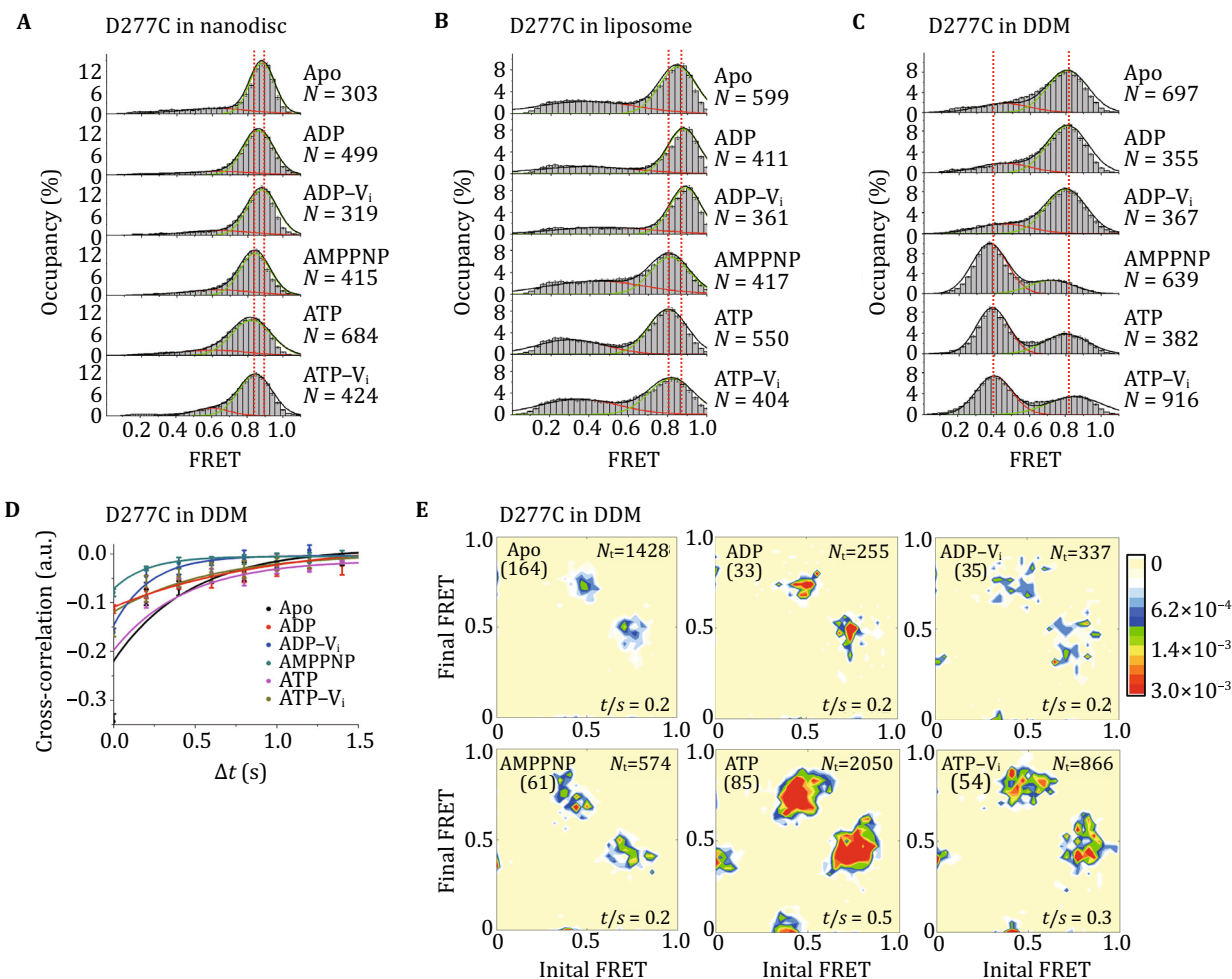 A
D277C in nanodisc
12
6
0
Apo
N = 303
12
6
0
ADP
N = 499
12
6
0
ADP–Vi
N = 319
12
6
0
AMPPNP
N = 415
12
6
0
ATP
N = 684
12
6
0
ATP–Vi
N = 424
Occupancy (%)
0.2 0.4 0.6 0.8 1.0
FRET
B
D277C in liposome
8
4
0
Apo
N = 599
8
4
0
ADP
N = 411
8
4
0
ADP–Vi
N = 361
8
4
0
AMPPNP
N = 417
8
4
0
ATP
N = 550
8
4
0
ATP–Vi
N = 404
Occupancy (%)
0.2 0.4 0.6 0.8 1.0
FRET
C
D277C in DDM
8
4
0
Apo
N = 697
8
4
0
ADP
N = 355
8
4
0
ADP–Vi
N = 367
8
4
0
AMPPNP
N = 639
8
4
0
ATP
N = 382
8
4
0
ATP–Vi
N = 916
Occupancy (%)
0.2 0.4 0.6 0.8 1.0
FRET
D
D277C in DDM
Cross-correlation (a.u.)
0.0
−0.1
−0.2
−0.3
Apo
ADP
ADP–Vi
AMPPNP
ATP
ATP–Vi
0.0 0.5 1.0 1.5
Δt (s)
E
D277C in DDM
Final FRET
1.0
0.5
0
Apo
(164)
Nt=1428
t/s = 0.2
0 0.5 1.0
ADP
(33)
Nt=255
t/s = 0.2
ADP–Vi
(35)
Nt=337
t/s = 0.2
0
6.2×10⁻⁴
1.4×10⁻³
3.0×10⁻³
Final FRET
1.0
0.5
0
AMPPNP
(61)
Nt=574
t/s = 0.2
ATP
(85)
Nt=2050
t/s = 0.5
ATP–Vi
(54)
Nt=866
t/s = 0.3
0 0.5 1.0
0 0.5 1.0
0 0.5 1.0
Inital FRET
Inital FRET
Inital FRET